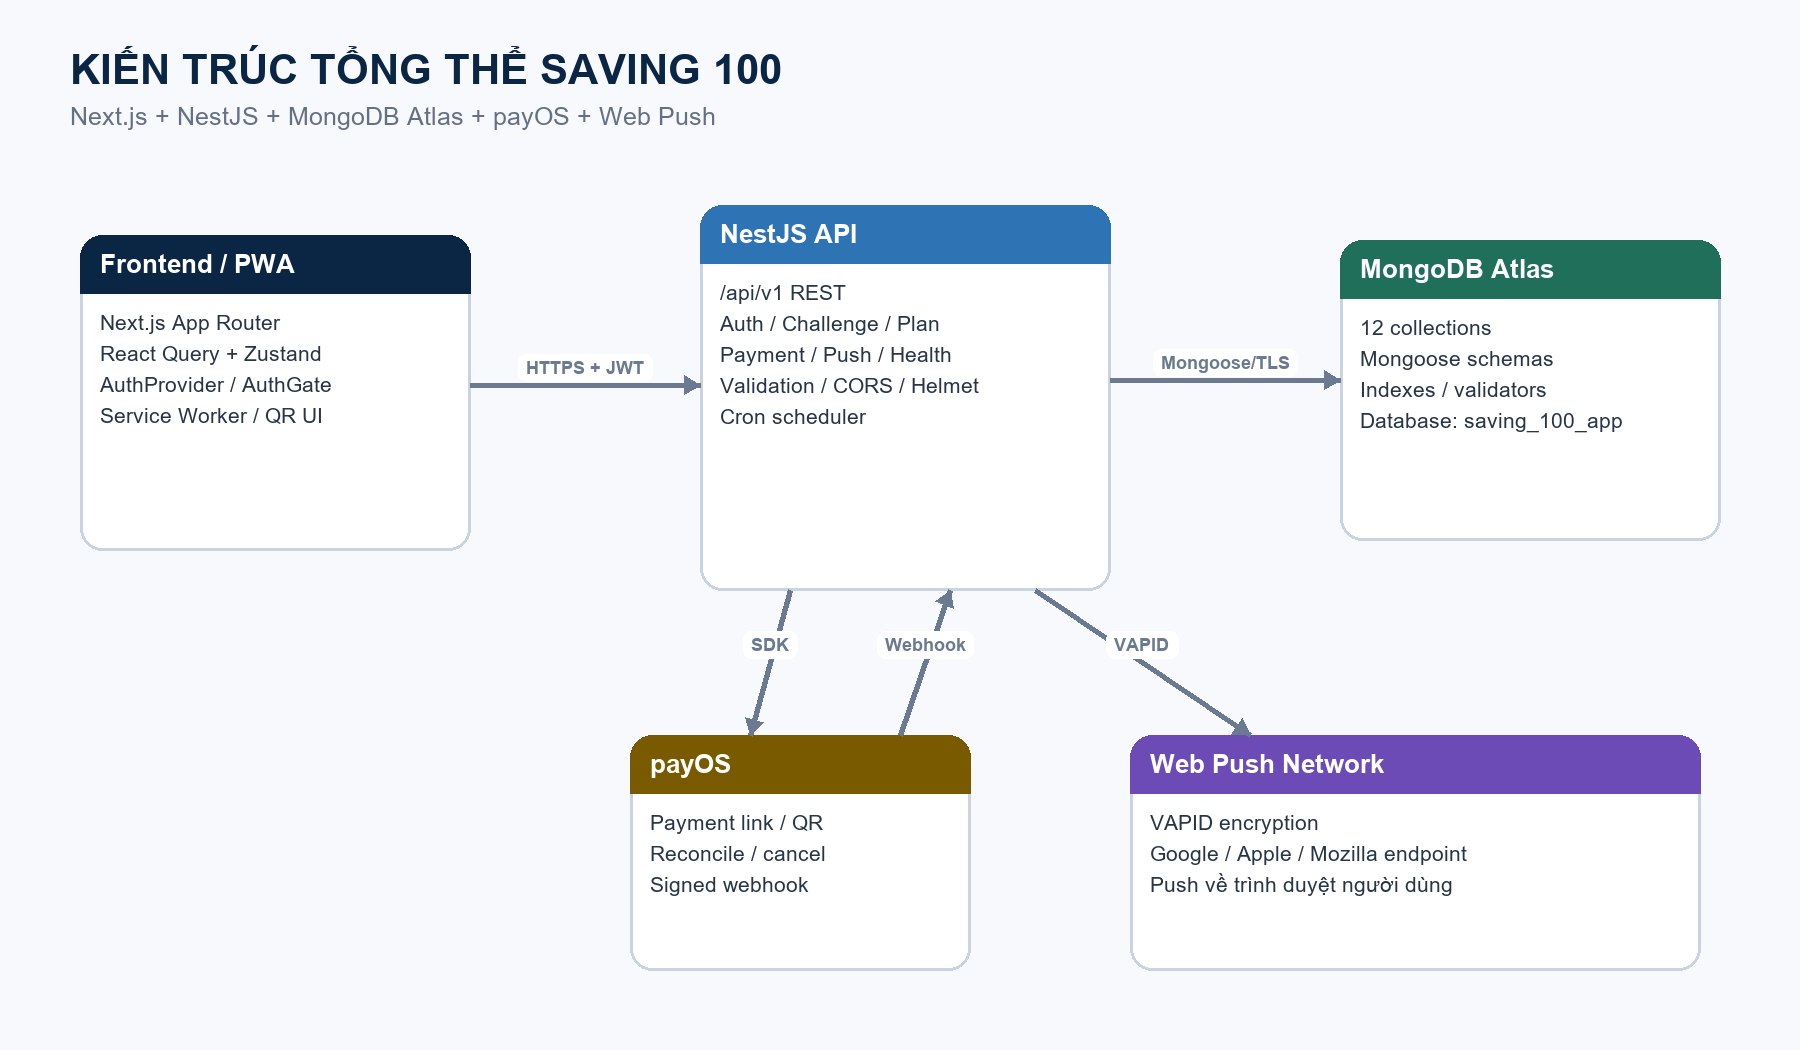 KIẾN TRÚC TỔNG THỂ SAVING 100
Next.js + NestJS + MongoDB Atlas + payOS + Web Push
Frontend / PWA
Next.js App Router
React Query + Zustand
AuthProvider / AuthGate
Service Worker / QR UI
HTTPS + JWT
NestJS API
/api/v1 REST
Auth / Challenge / Plan
Payment / Push / Health
Validation / CORS / Helmet
Cron scheduler
Mongoose/TLS
MongoDB Atlas
12 collections
Mongoose schemas
Indexes / validators
Database: saving_100_app
SDK
Webhook
VAPID
payOS
Payment link / QR
Reconcile / cancel
Signed webhook
Web Push Network
VAPID encryption
Google / Apple / Mozilla endpoint
Push về trình duyệt người dùng